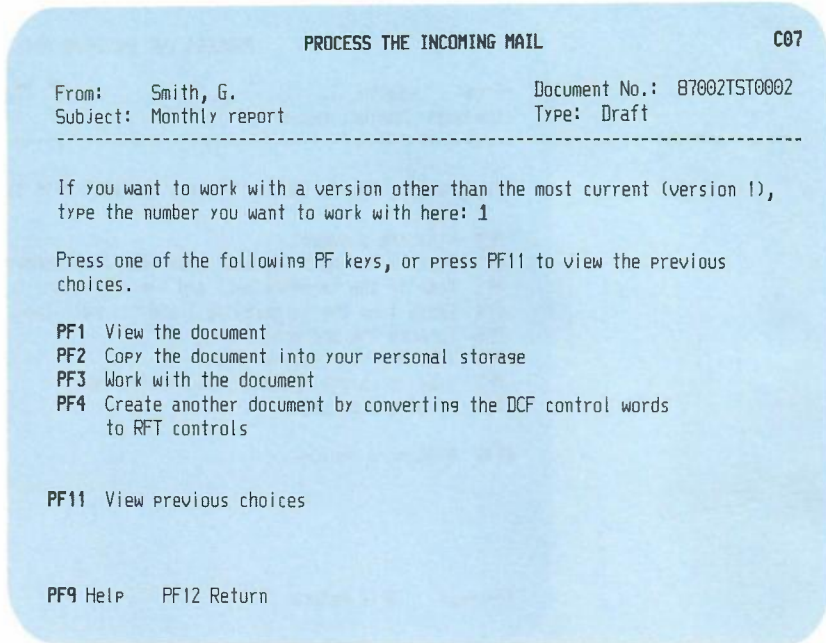 PROCESS THE INCOMING MAIL C07
From: Smith, G. Document No.: 87002TST0002
Subject: Monthly report Type: Draft
If you want to work with a version other than the most current (version 1),
type the number you want to work with here: 1
Press one of the following PF keys, or press PF11 to view the previous
choices.
PF1 View the document
PF2 Copy the document into your personal storage
PF3 Work with the document
PF4 Create another document by converting the DCF control words
to RFT controls
PF11 View previous choices
PF9 Help PF12 Return